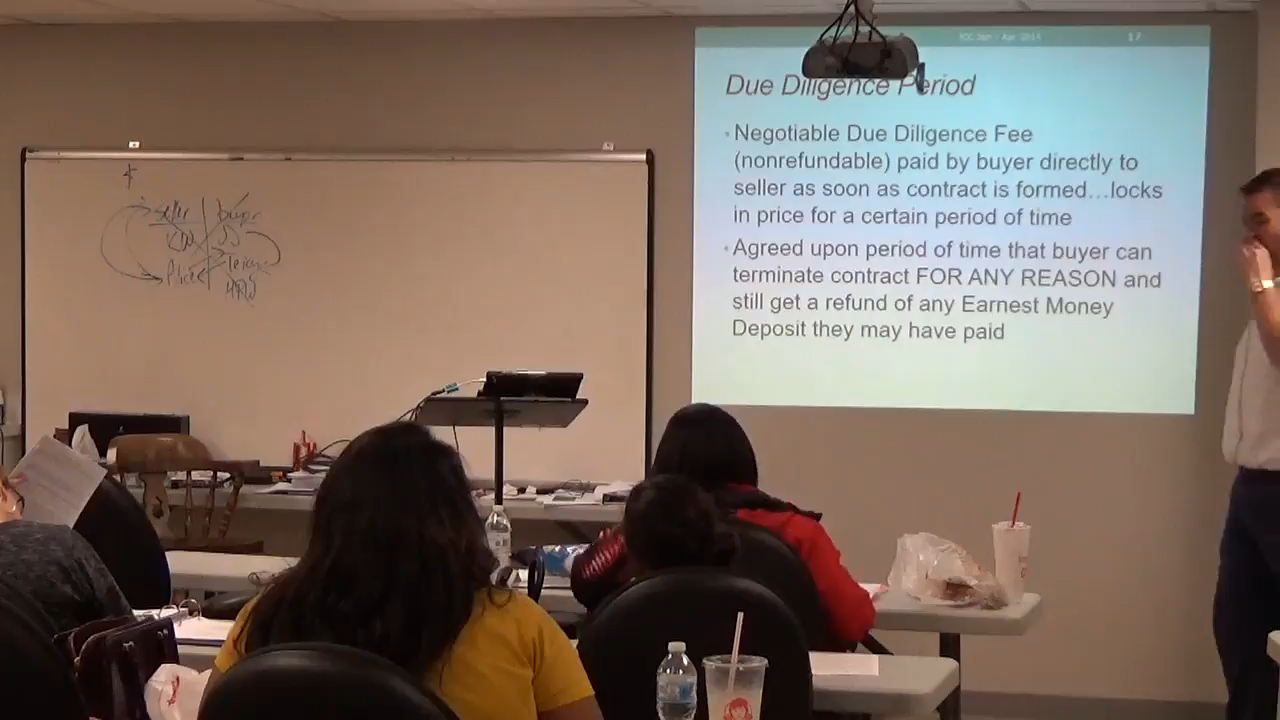 17
Due Diligence Period
Negotiable Due Diligence Fee
(nonrefundable) paid by buyer directly to
seller as soon as contract is formed…locks
in price for a certain period of time
Agreed upon period of time that buyer can
terminate contract FOR ANY REASON and
still get a refund of any Earnest Money
Deposit they may have paid
seller buyer